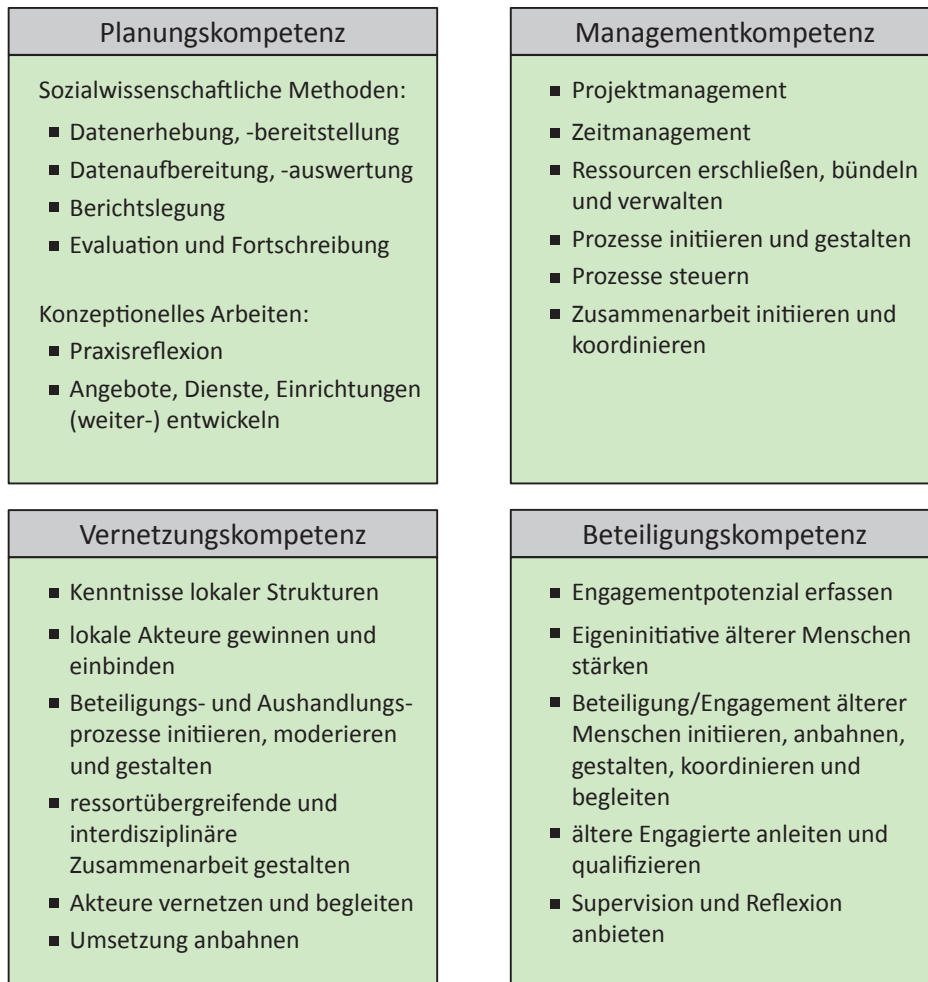 Planungskompetenz
Sozialwissenschaftliche Methoden:
▪ Datenerhebung, -bereitstellung
▪ Datenaufbereitung, -auswertung
▪ Berichtslegung
▪ Evaluation und Fortschreibung
Konzeptionelles Arbeiten:
▪ Praxisreflexion
▪ Angebote, Dienste, Einrichtungen
(weiter-) entwickeln
Managementkompetenz
▪ Projektmanagement
▪ Zeitmanagement
▪ Ressourcen erschließen, bündeln
und verwalten
▪ Prozesse initiieren und gestalten
▪ Prozesse steuern
▪ Zusammenarbeit initiieren und
koordinieren
Vernetzungskompetenz
▪ Kenntnisse lokaler Strukturen
▪ lokale Akteure gewinnen und
einbinden
▪ Beteiligungs- und Aushandlungs-
prozesse initiieren, moderieren
und gestalten
▪ ressortübergreifende und
interdisziplinäre
Zusammenarbeit gestalten
▪ Akteure vernetzen und begleiten
▪ Umsetzung anbahnen
Beteiligungskompetenz
▪ Engagementpotenzial erfassen
▪ Eigeninitiative älterer Menschen
stärken
▪ Beteiligung/Engagement älterer
Menschen initiieren, anbahnen,
gestalten, koordinieren und
begleiten
▪ ältere Engagierte anleiten und
qualifizieren
▪ Supervision und Reflexion
anbieten